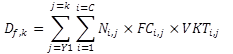 $D_{f,k} = \sum_{j=Y1}^{j=k} \sum_{i=1}^{i=C} N_{i,j} \times FC_{i,j} \times VKT_{i,j}$